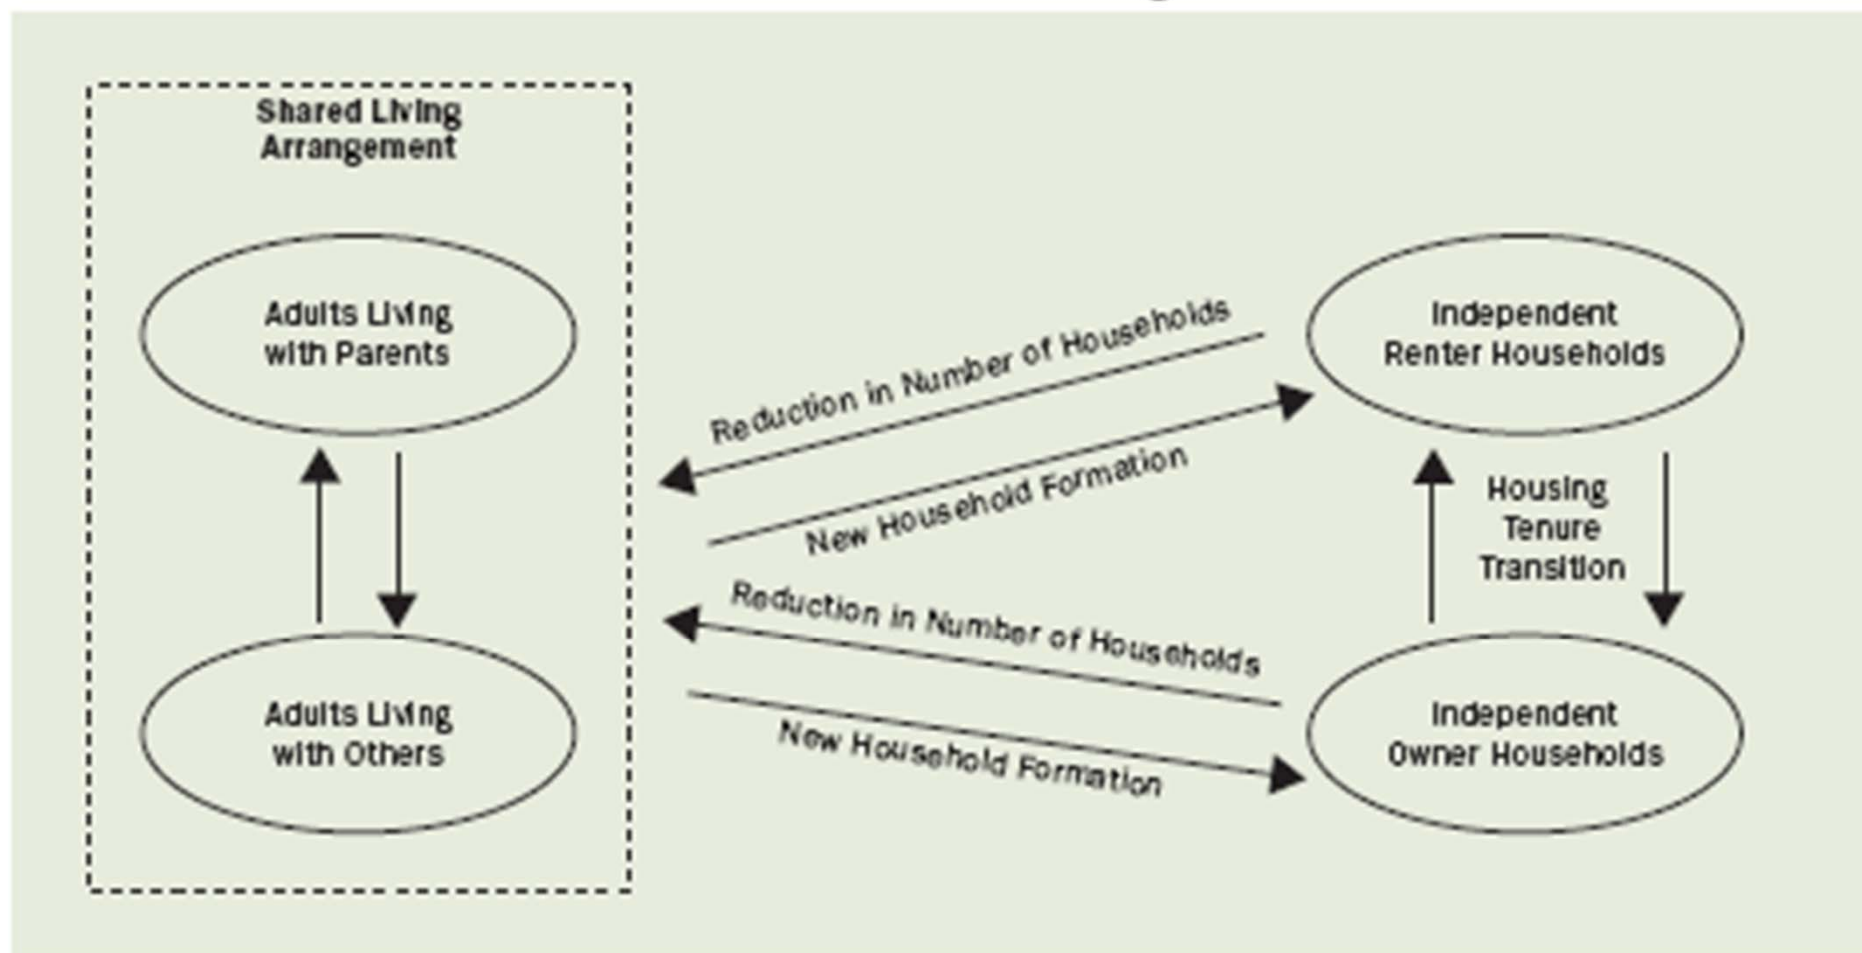 Shared Living
Arrangement
Adults Living
with Parents
Adults Living
with Others
Reduction in Number of Households
New Household Formation
Reduction in Number of Households
New Household Formation
Independent
Renter Households
Housing
Tenure
Transition
Independent
Owner Households